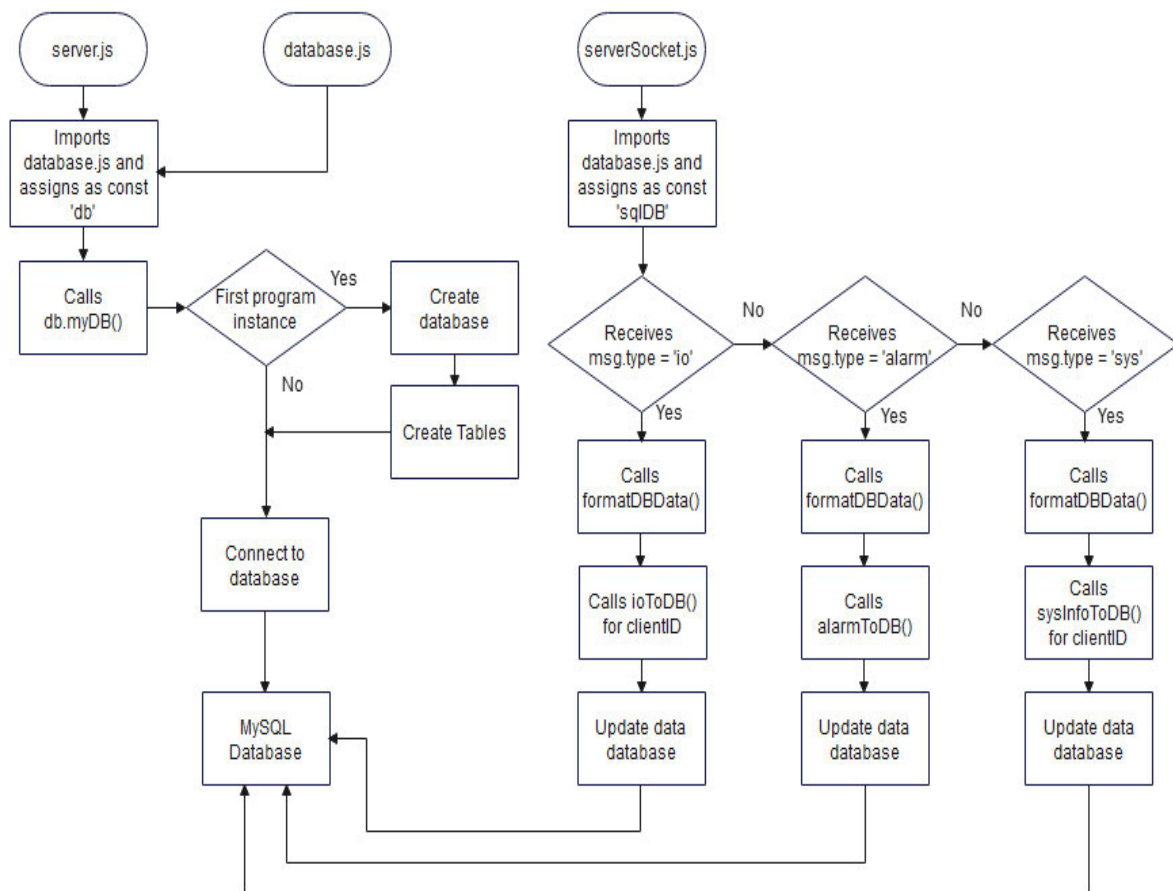 server.js
database.js
serverSocket.js
Imports
database.js and
assigns as const
'db'
Imports
database.js and
assigns as const
'sqlDB'
Calls
db.myDB()
First program
instance
Yes
Create
database
No
Create Tables
Connect to
database
MySQL
Database
Receives
msg.type = 'io'
No
Receives
msg.type = 'alarm'
No
Receives
msg.type = 'sys'
Yes
Yes
Yes
Calls
formatDBData()
Calls
formatDBData()
Calls
formatDBData()
Calls ioToDB()
for clientID
Calls
alarmToDB()
Calls
sysInfoToDB()
for clientID
Update data
database
Update data
database
Update data
database